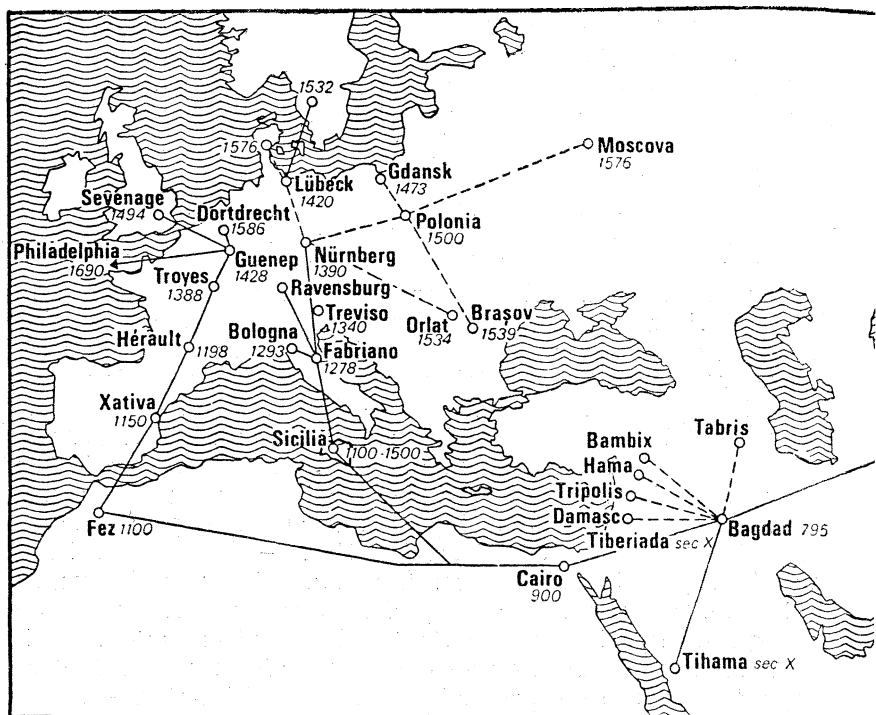 1532
1576
Moscova
1576
Gdansk
1473
Lübeck
1420
Sevenage
1494
Dortdrecht
1586
Polonia
1500
Philadelphia
1690
Guenep
1428
Nürnberg
1390
Troyes
1388
Ravensburg
Treviso
1340
Orlat
1534
Brașov
1539
Hérault
1198
Bologna
1293
Fabriano
1278
Xativa
1150
Sicilia
1100-1500
Tabris
Bambix
Hama
Tripolis
Damasc
Tiberiada sec X
Bagdad 795
Fez 1100
Cairo
900
Tihama sec X